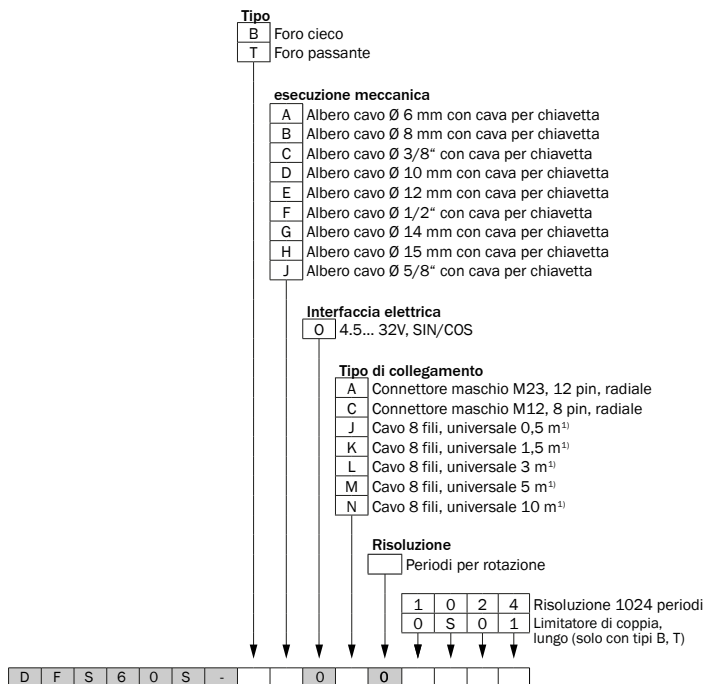 Tipo
B Foro cieco
T Foro passante
esecuzione meccanica
A Albero cavo Ø 6 mm con cava per chiavetta
B Albero cavo Ø 8 mm con cava per chiavetta
C Albero cavo Ø 3/8“ con cava per chiavetta
D Albero cavo Ø 10 mm con cava per chiavetta
E Albero cavo Ø 12 mm con cava per chiavetta
F Albero cavo Ø 1/2“ con cava per chiavetta
G Albero cavo Ø 14 mm con cava per chiavetta
H Albero cavo Ø 15 mm con cava per chiavetta
J Albero cavo Ø 5/8“ con cava per chiavetta
Interfaccia elettrica
0 4.5... 32V, SIN/COS
Tipo di collegamento
A Connettore maschio M23, 12 pin, radiale
C Connettore maschio M12, 8 pin, radiale
J Cavo 8 fili, universale 0,5 m¹⁾
K Cavo 8 fili, universale 1,5 m¹⁾
L Cavo 8 fili, universale 3 m¹⁾
M Cavo 8 fili, universale 5 m¹⁾
N Cavo 8 fili, universale 10 m¹⁾
Risoluzione
Periodi per rotazione
1 0 2 4 Risoluzione 1024 periodi
0 S 0 1 Limitatore di coppia,
lungo (solo con tipi B, T)
D F S 6 0 S - 0 0